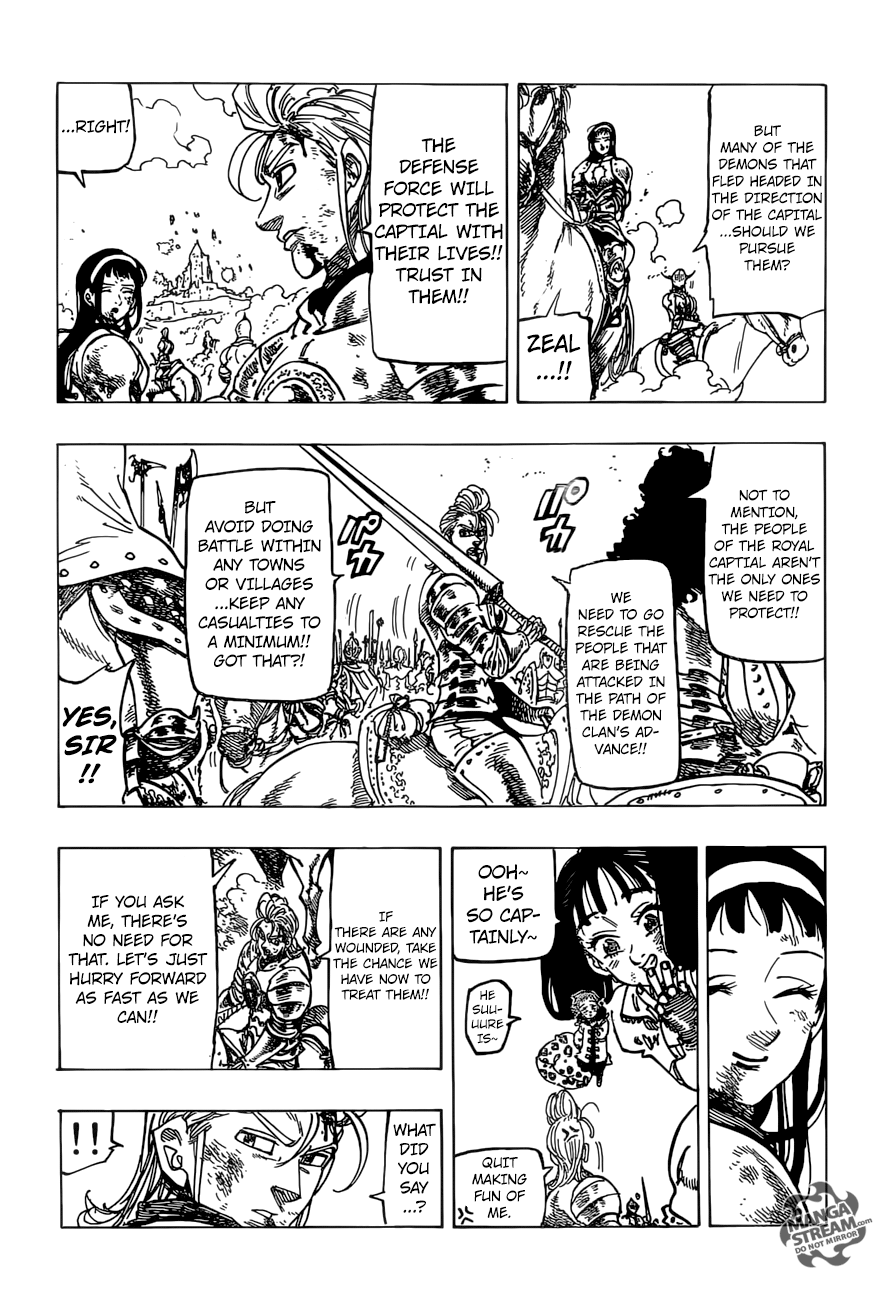 BUT
MANY OF THE
DEMONS THAT
FLED HEADED IN
THE DIRECTION
OF THE CAPITAL
...SHOULD WE
PURSUE
THEM?
ZEAL
...!!
THE
DEFENSE
FORCE WILL
PROTECT THE
CAPTIAL WITH
THEIR LIVES!!
TRUST IN
THEM!!
...RIGHT!
NOT TO
MENTION,
THE PEOPLE
OF THE ROYAL
CAPTIAL AREN'T
THE ONLY ONES
WE NEED TO
PROTECT!!
WE
NEED TO GO
RESCUE THE
PEOPLE THAT
ARE BEING
ATTACKED IN
THE PATH OF
THE DEMON
CLAN'S AD-
VANCE!!
パカ
パカ
BUT
AVOID DOING
BATTLE WITHIN
ANY TOWNS
OR VILLAGES
...KEEP ANY
CASUALTIES TO
A MINIMUM!!
GOT THAT?!
YES,
SIR
!!
OOH~
HE'S
SO CAP-
TAINLY~
HE
SUU-
UURE
IS~
QUIT
MAKING
FUN OF
ME.
IF
THERE ARE ANY
WOUNDED, TAKE
THE CHANCE WE
HAVE NOW TO
TREAT THEM!!
IF YOU ASK
ME, THERE'S
NO NEED FOR
THAT. LET'S JUST
HURRY FORWARD
AS FAST AS WE
CAN!!
WHAT
DID
YOU
SAY
...?
!!
MANGA
STREAM.com
DO NOT MIRROR